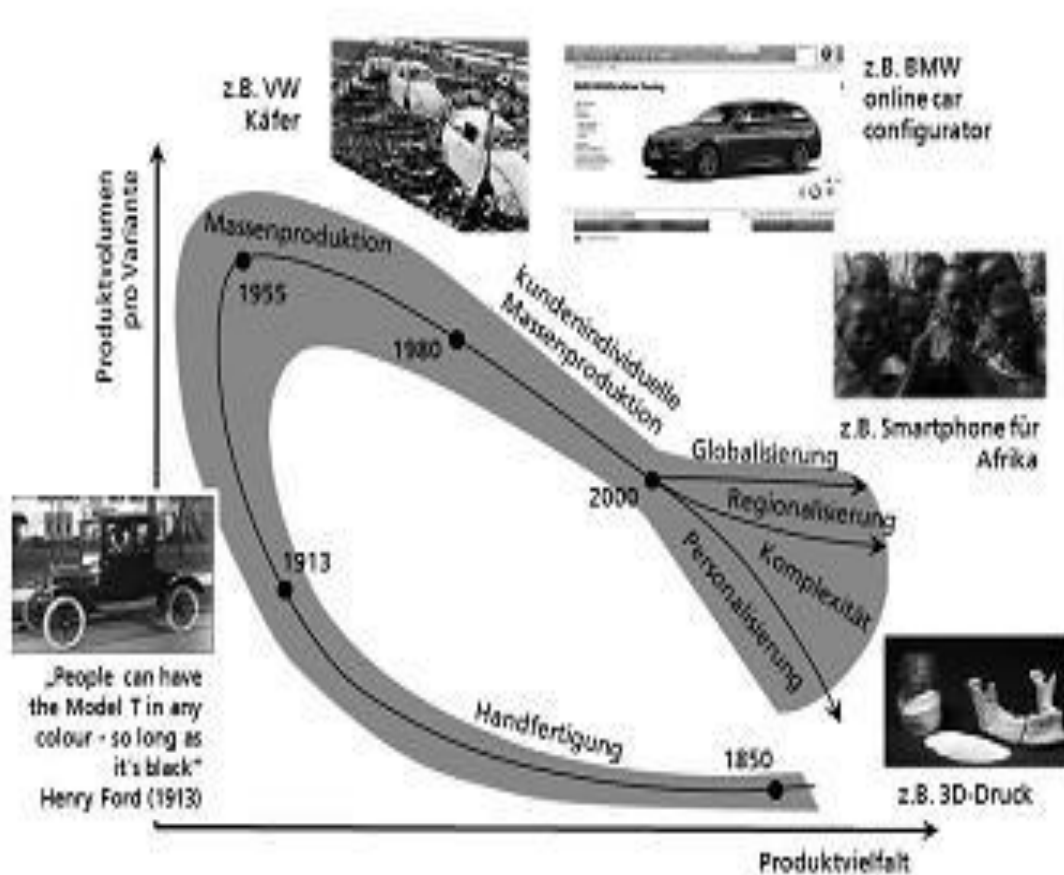 z.B. VW
Käfer
z.B. BMW
online car
configurator
Produktvolumen
pro Variante
Massenproduktion
1955
1980
kundenindividuelle
Massenproduktion
z.B. Smartphone für
Afrika
Globalisierung
2000
Regionalisierung
Komplexität
Personalisierung
1913
„People can have
the Model T in any
colour - so long as
it's black"
Henry Ford (1913)
Handfertigung
1850
z.B. 3D-Druck
Produktvielfalt